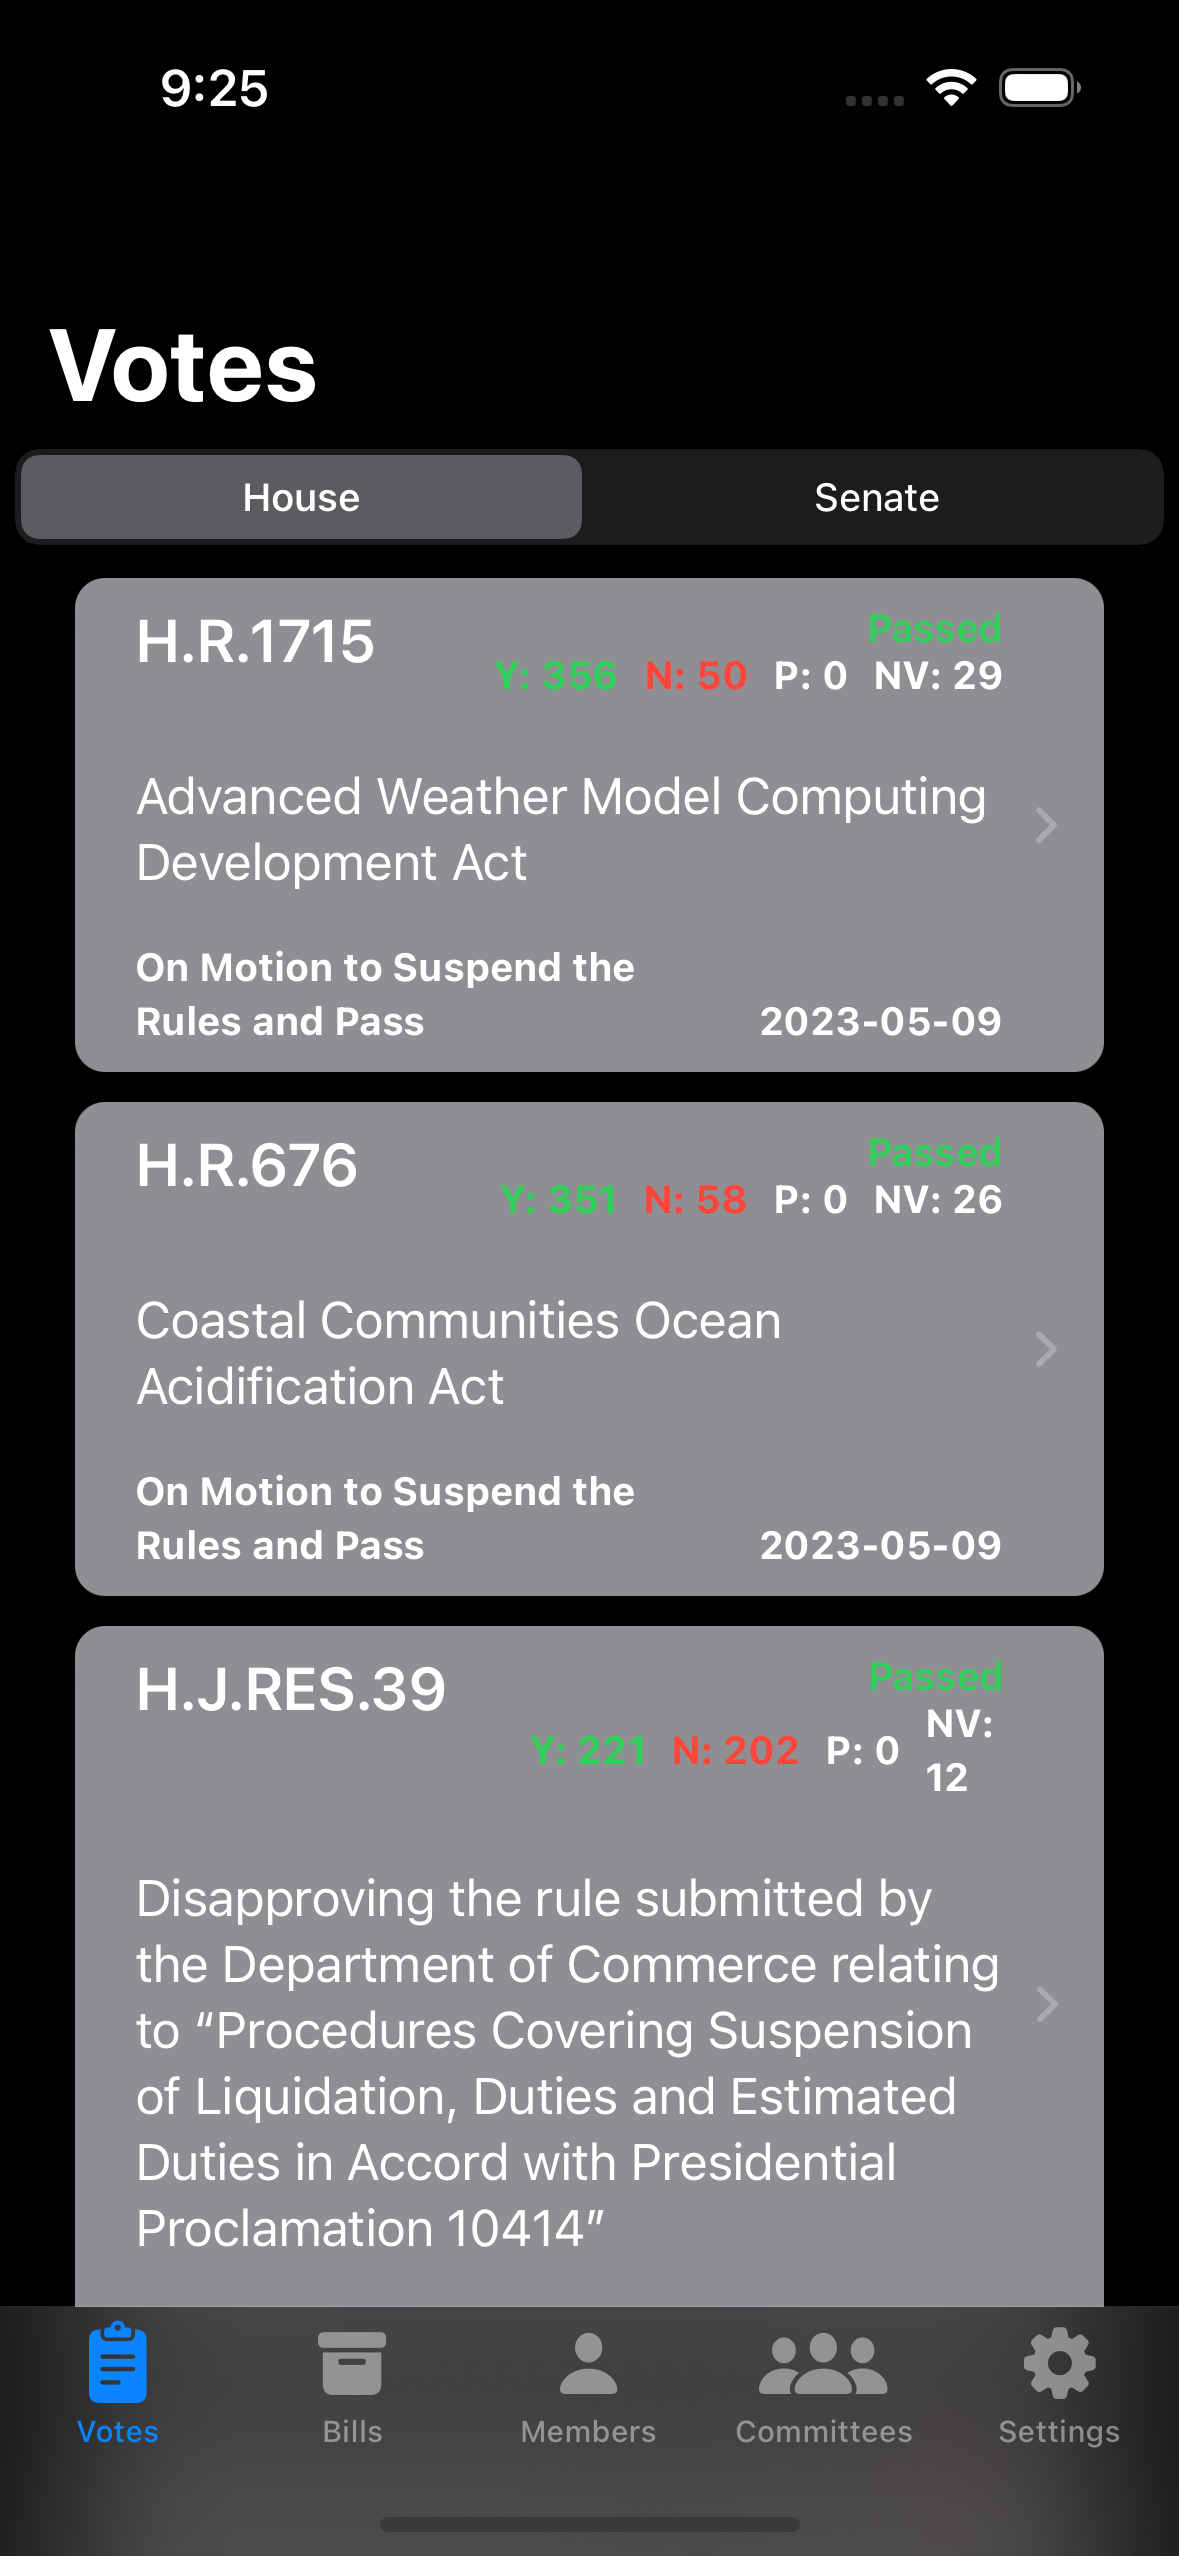 9:25
Votes
House
Senate
H.R.1715
Passed
Y: 356 N: 50 P: 0 NV: 29
Advanced Weather Model Computing
Development Act
On Motion to Suspend the
Rules and Pass
2023-05-09
H.R.676
Passed
Y: 351 N: 58 P: 0 NV: 26
Coastal Communities Ocean
Acidification Act
On Motion to Suspend the
Rules and Pass
2023-05-09
H.J.RES.39
Passed
Y: 221 N: 202 P: 0 NV:
12
Disapproving the rule submitted by
the Department of Commerce relating
to “Procedures Covering Suspension
of Liquidation, Duties and Estimated
Duties in Accord with Presidential
Proclamation 10414”
Votes
Bills
Members
Committees
Settings